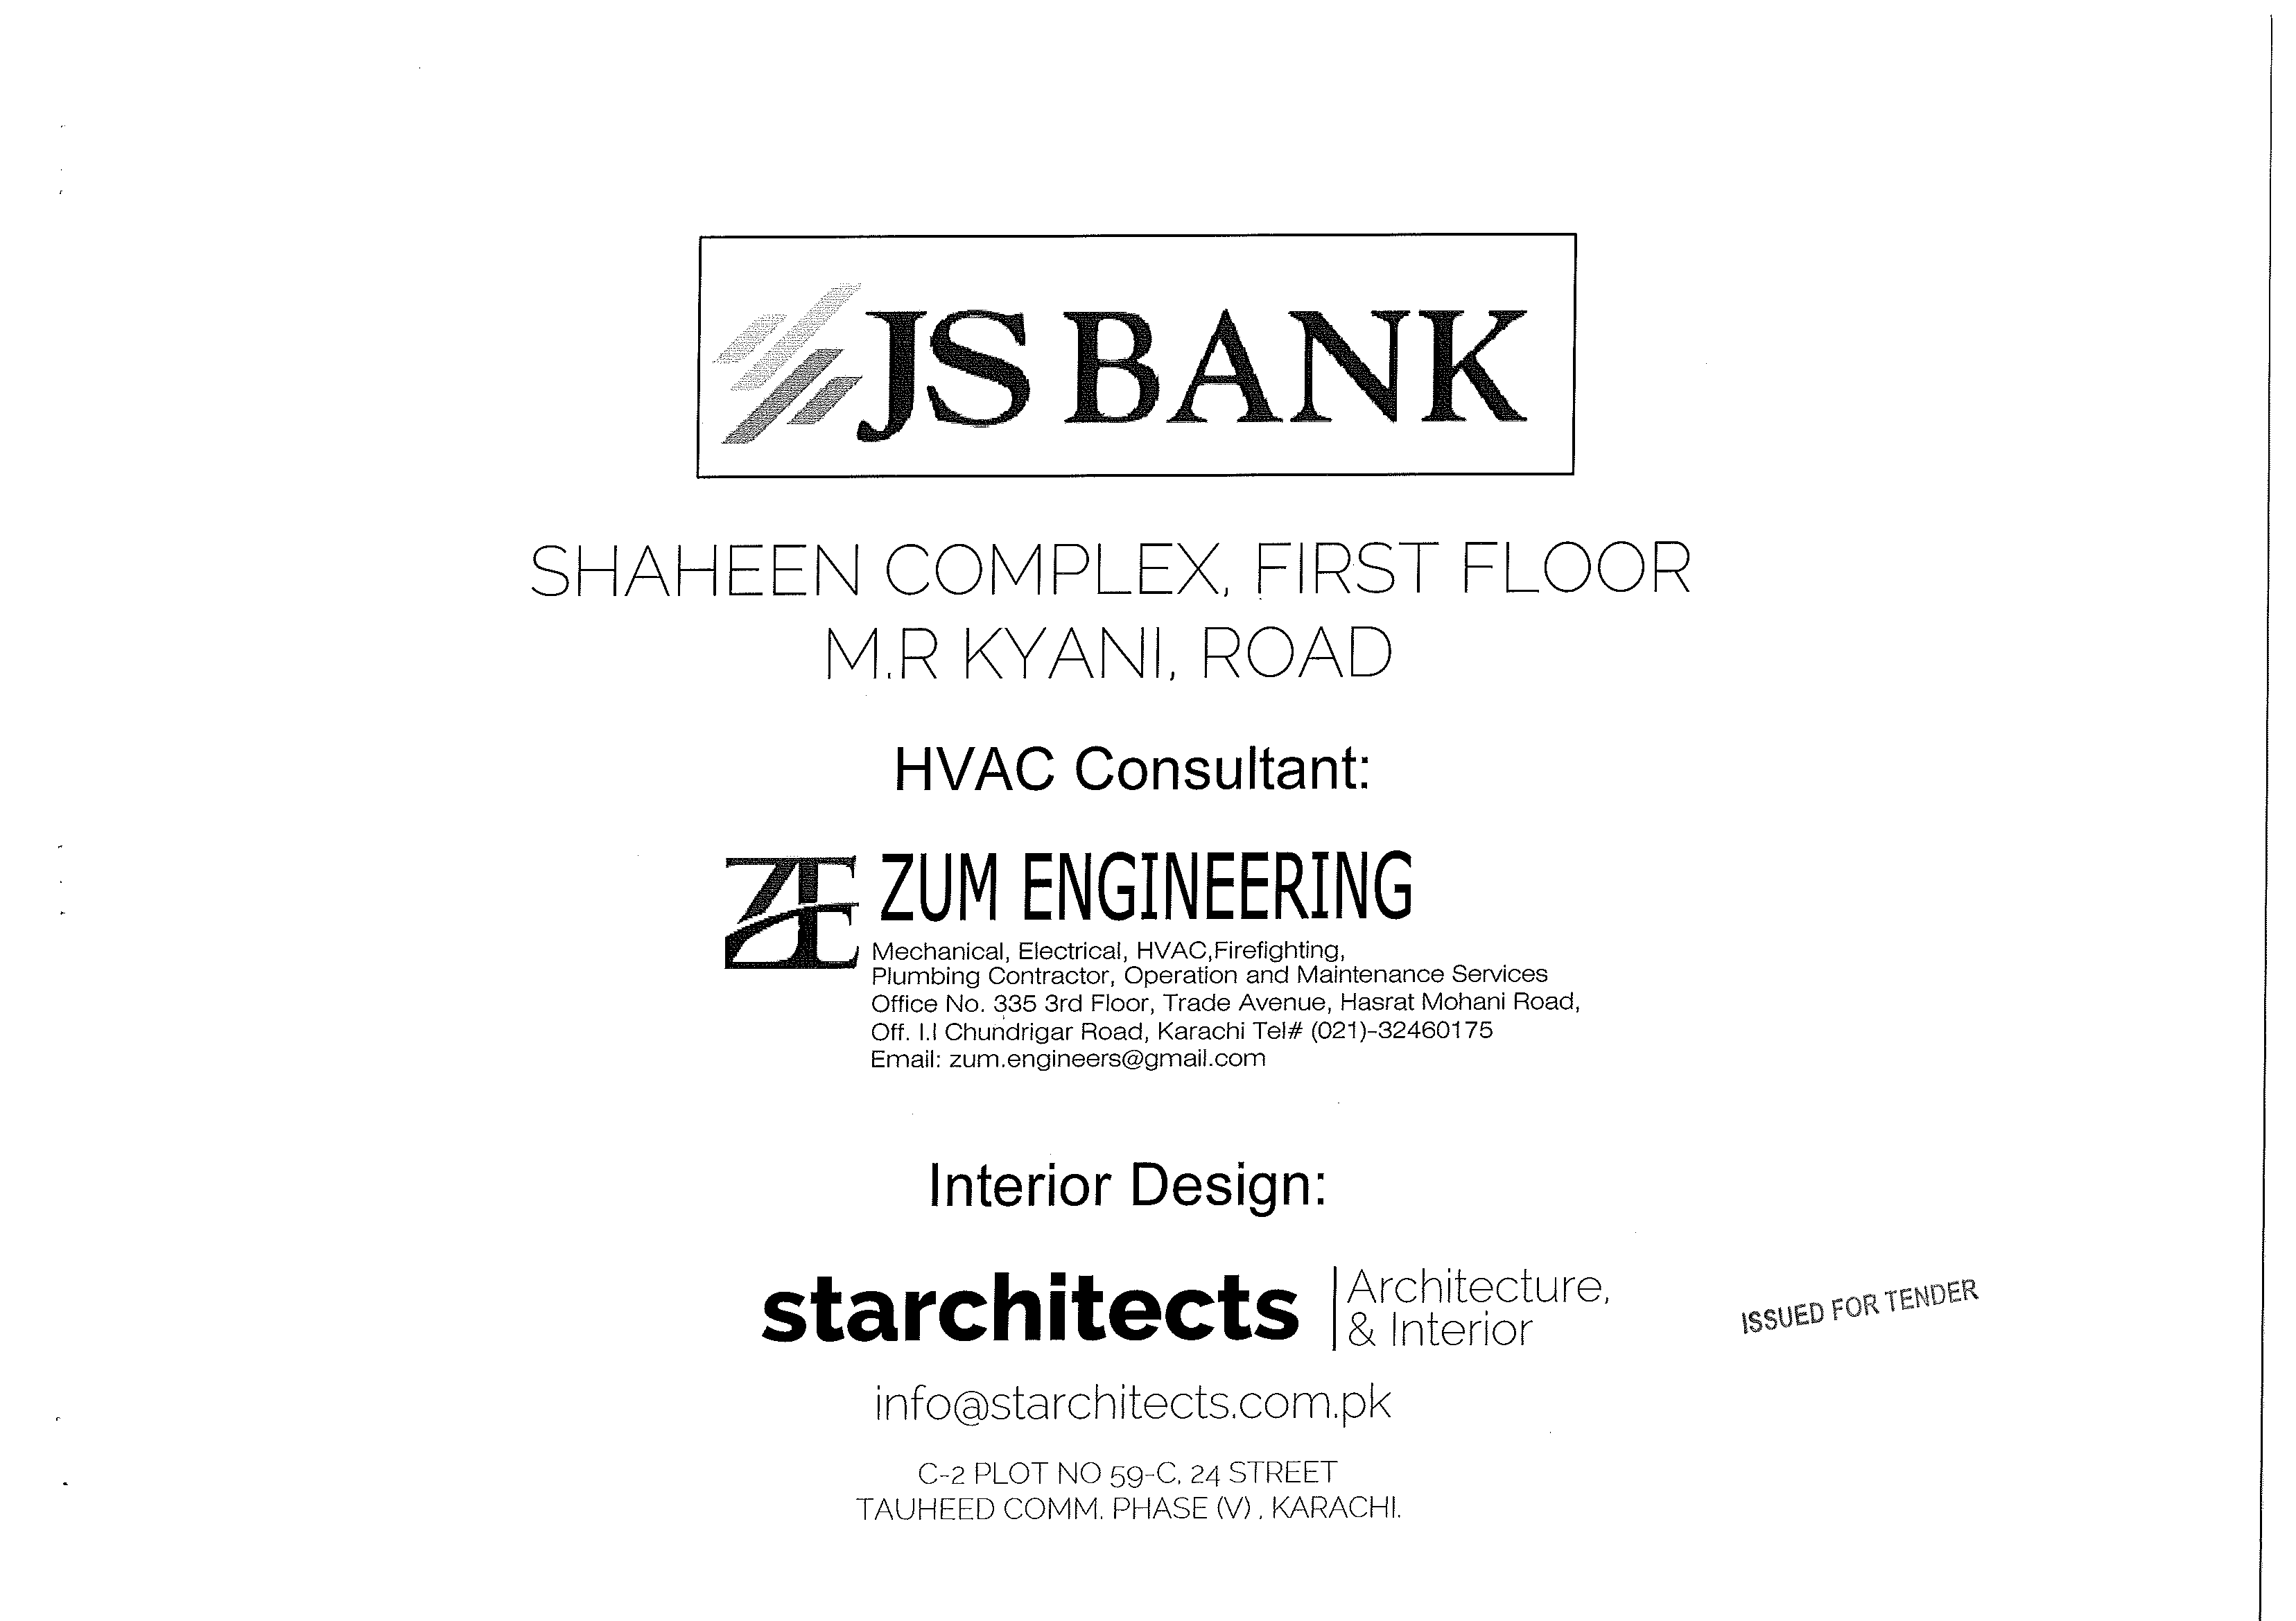 JS BANK
SHAHEEN COMPLEX, FIRST FLOOR
M.R KYANI, ROAD
HVAC Consultant:
ZE ZUM ENGINEERING
Mechanical, Electrical, HVAC,Firefighting,
Plumbing Contractor, Operation and Maintenance Services
Office No. 335 3rd Floor, Trade Avenue, Hasrat Mohani Road,
Off. I.I Chundrigar Road, Karachi Tel# (021)-32460175
Email: zum.engineers@gmail.com
Interior Design:
starchitects
Architecture,
& Interior
ISSUED FOR TENDER
info@starchitects.com.pk
C-2 PLOT NO 59-C, 24 STREET
TAUHEED COMM. PHASE (V) , KARACHI.